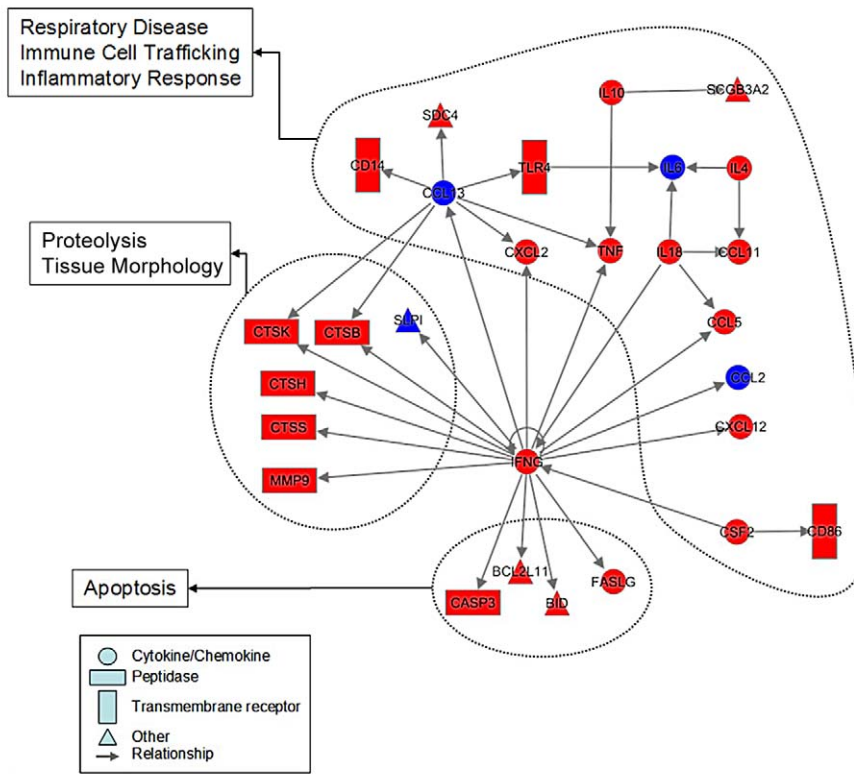 Respiratory Disease
Immune Cell Trafficking
Inflammatory Response
IL10
SCGB3A2
SDC4
CD14
TLR4
IL6
IL4
CCL13
CXCL2
TNF
IL18
CCL11
Proteolysis
Tissue Morphology
CTSK
CTSB
SLPI
CCL5
CTSH
CCL2
CTSS
CXCL12
IFNG
MMP9
CSF2
CD86
Apoptosis
BCL2L11
FASLG
CASP3
BID
Cytokine/Chemokine
Peptidase
Transmembrane receptor
Other
Relationship